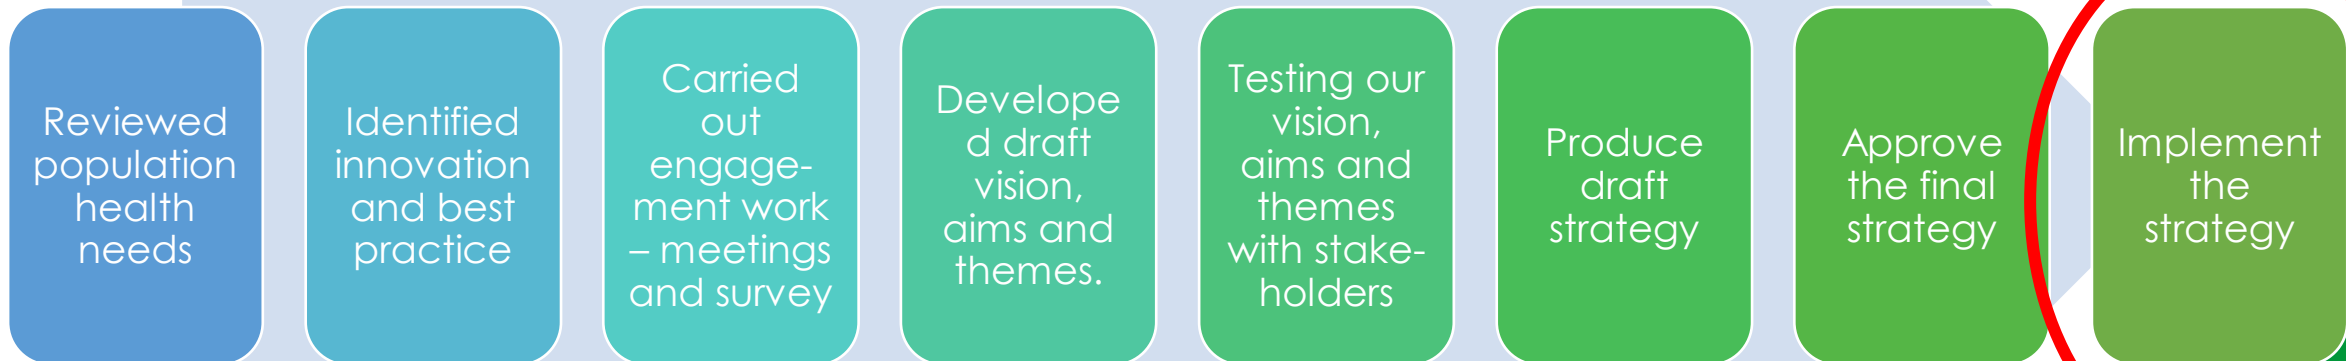 Reviewed
population
health
needs
Identified
innovation
and best
practice
Carried
out
engage-
ment work
– meetings
and survey
Develope
d draft
vision,
aims and
themes.
Testing our
vision,
aims and
themes
with stake-
holders
Produce
draft
strategy
Approve
the final
strategy
Implement
the
strategy